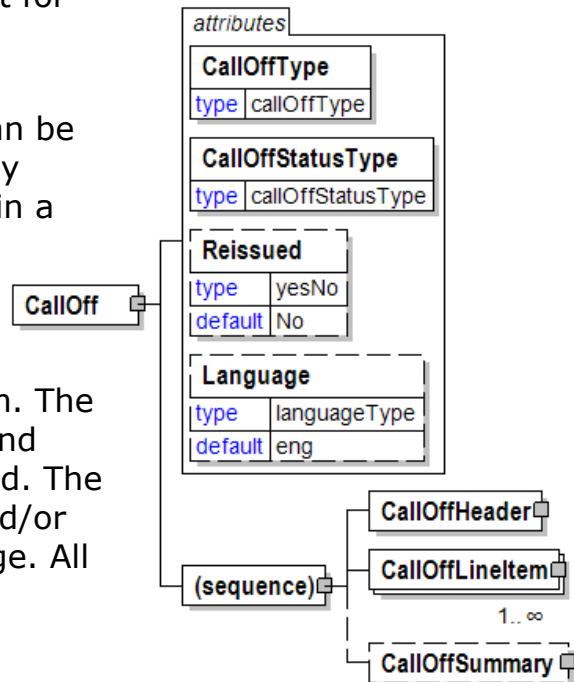 t for
an be
y
in a
n. The
nd
d. The
d/or
ge. All
attributes
CallOffType
type callOffType
CallOffStatusType
type callOffStatusType
Reissued
type yesNo
default No
Language
type languageType
default eng
CallOff
(sequence)
CallOffHeader
CallOffLineItem
1.. ∞
CallOffSummary